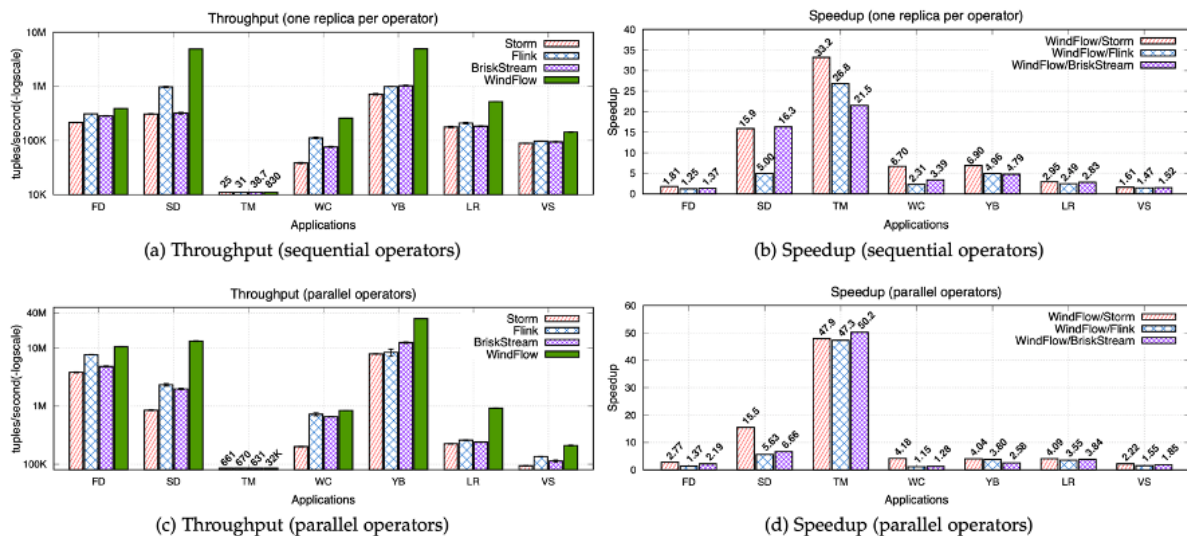 Throughput (one replica per operator)
tuples/second(-logscale)
10M
1M
100K
10K
Storm
Flink
BriskStream
WindFlow
25 31 38.7 830
FD SD TM WC YB LR VS
Applications
(a) Throughput (sequential operators)
Speedup (one replica per operator)
Speedup
40
35
30
25
20
15
10
5
0
WindFlow/Storm
WindFlow/Flink
WindFlow/BriskStream
1.81 1.25 1.37 15.9 5.00 16.3 33.2 26.8 21.5 6.70 2.31 3.39 6.90 4.96 4.79 2.95 2.49 2.83 1.61 1.47 1.52
FD SD TM WC YB LR VS
Applications
(b) Speedup (sequential operators)
Throughput (parallel operators)
tuples/second(-logscale)
40M
10M
1M
100K
Storm
Flink
BriskStream
WindFlow
661 670 631 32K
FD SD TM WC YB LR VS
Applications
(c) Throughput (parallel operators)
Speedup (parallel operators)
Speedup
60
50
40
30
20
10
0
WindFlow/Storm
WindFlow/Flink
WindFlow/BriskStream
2.77 1.37 2.19 15.5 5.63 6.66 47.9 47.3 50.2 4.18 1.15 1.28 4.04 3.80 2.58 4.09 3.55 3.84 2.22 1.55 1.85
FD SD TM WC YB LR VS
Applications
(d) Speedup (parallel operators)